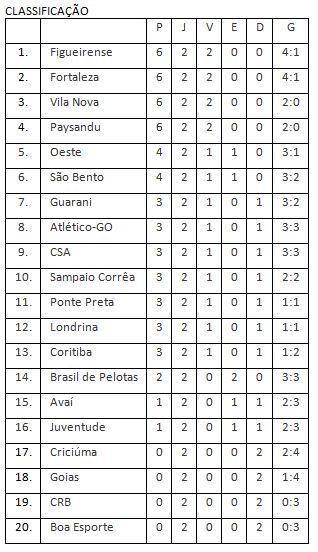 CLASSIFICAÇÃO
P J V E D G
1. Figueirense 6 2 2 0 0 4:1
2. Fortaleza 6 2 2 0 0 4:1
3. Vila Nova 6 2 2 0 0 2:0
4. Paysandu 6 2 2 0 0 2:0
5. Oeste 4 2 1 1 0 3:1
6. São Bento 4 2 1 1 0 3:2
7. Guarani 3 2 1 0 1 3:2
8. Atlético-GO 3 2 1 0 1 3:3
9. CSA 3 2 1 0 1 3:3
10. Sampaio Corrêa 3 2 1 0 1 2:2
11. Ponte Preta 3 2 1 0 1 1:1
12. Londrina 3 2 1 0 1 1:1
13. Coritiba 3 2 1 0 1 1:2
14. Brasil de Pelotas 2 2 0 2 0 3:3
15. Avaí 1 2 0 1 1 2:3
16. Juventude 1 2 0 1 1 2:3
17. Criciúma 0 2 0 0 2 2:4
18. Goias 0 2 0 0 2 1:4
19. CRB 0 2 0 0 2 0:3
20. Boa Esporte 0 2 0 0 2 0:3